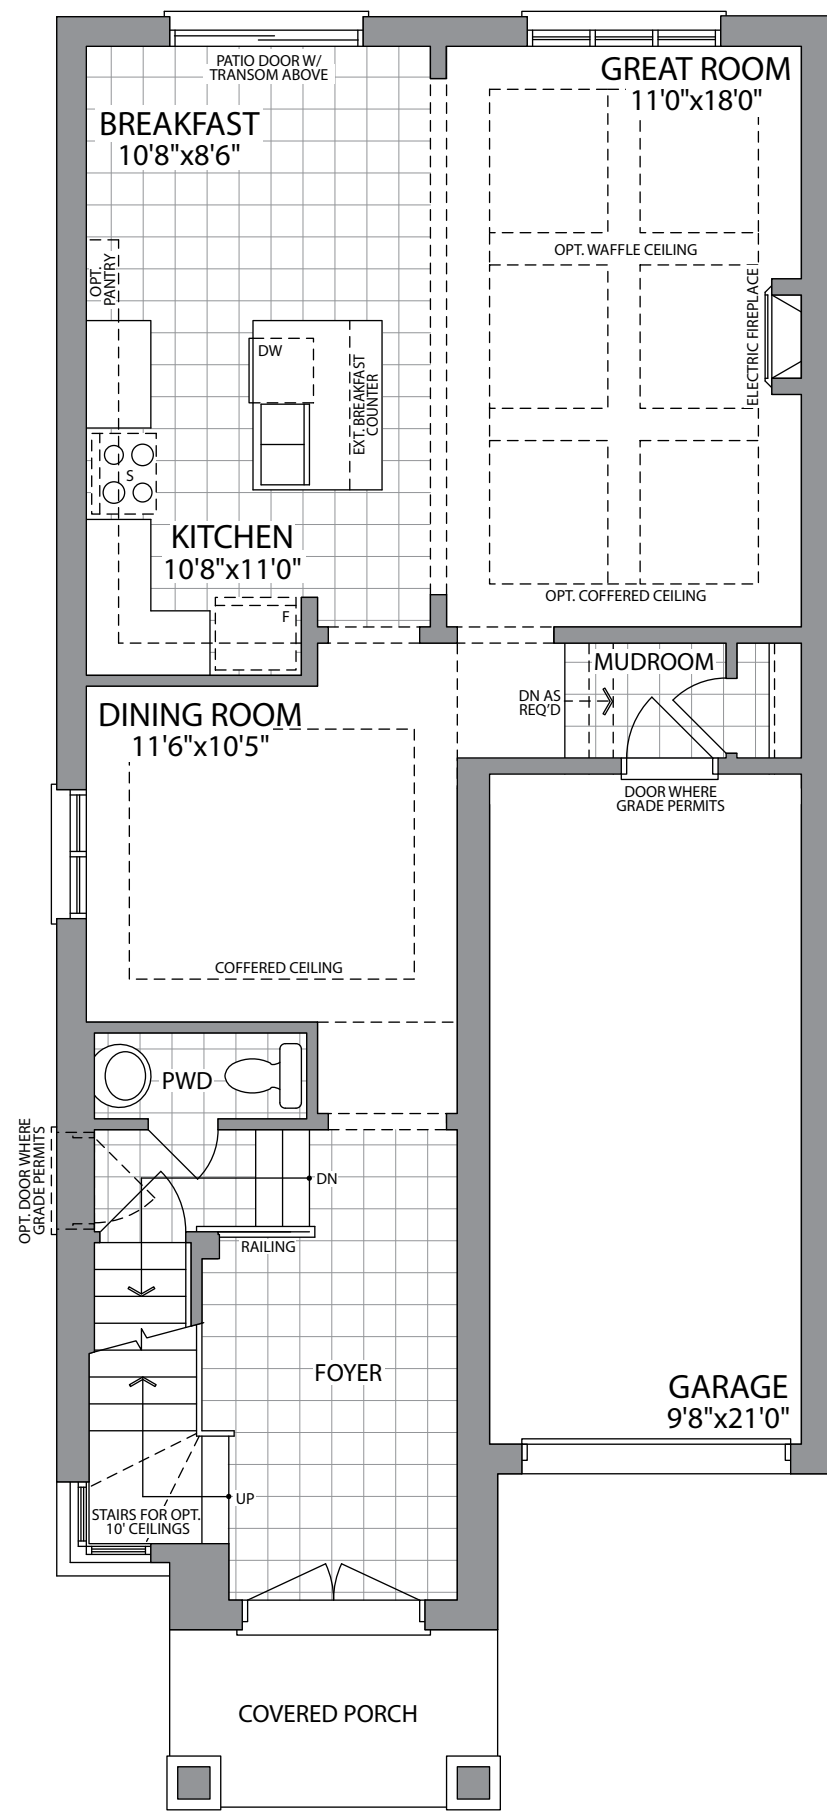 PATIO DOOR W/
TRANSOM ABOVE
GREAT ROOM
11'0"x18'0"
BREAKFAST
10'8"x8'6"
OPT. WAFFLE CEILING
OPT.
PANTRY
ELECTRIC FIREPLACE
DW
EXT. BREAKFAST
COUNTER
S
KITCHEN
10'8"x11'0"
OPT. COFFERED CEILING
F
MUDROOM
DN AS
REQ'D
DINING ROOM
11'6"x10'5"
DOOR WHERE
GRADE PERMITS
COFFERED CEILING
PWD
OPT. DOOR WHERE
GRADE PERMITS
DN
RAILING
FOYER
GARAGE
9'8"x21'0"
UP
STAIRS FOR OPT.
10' CEILINGS
COVERED PORCH